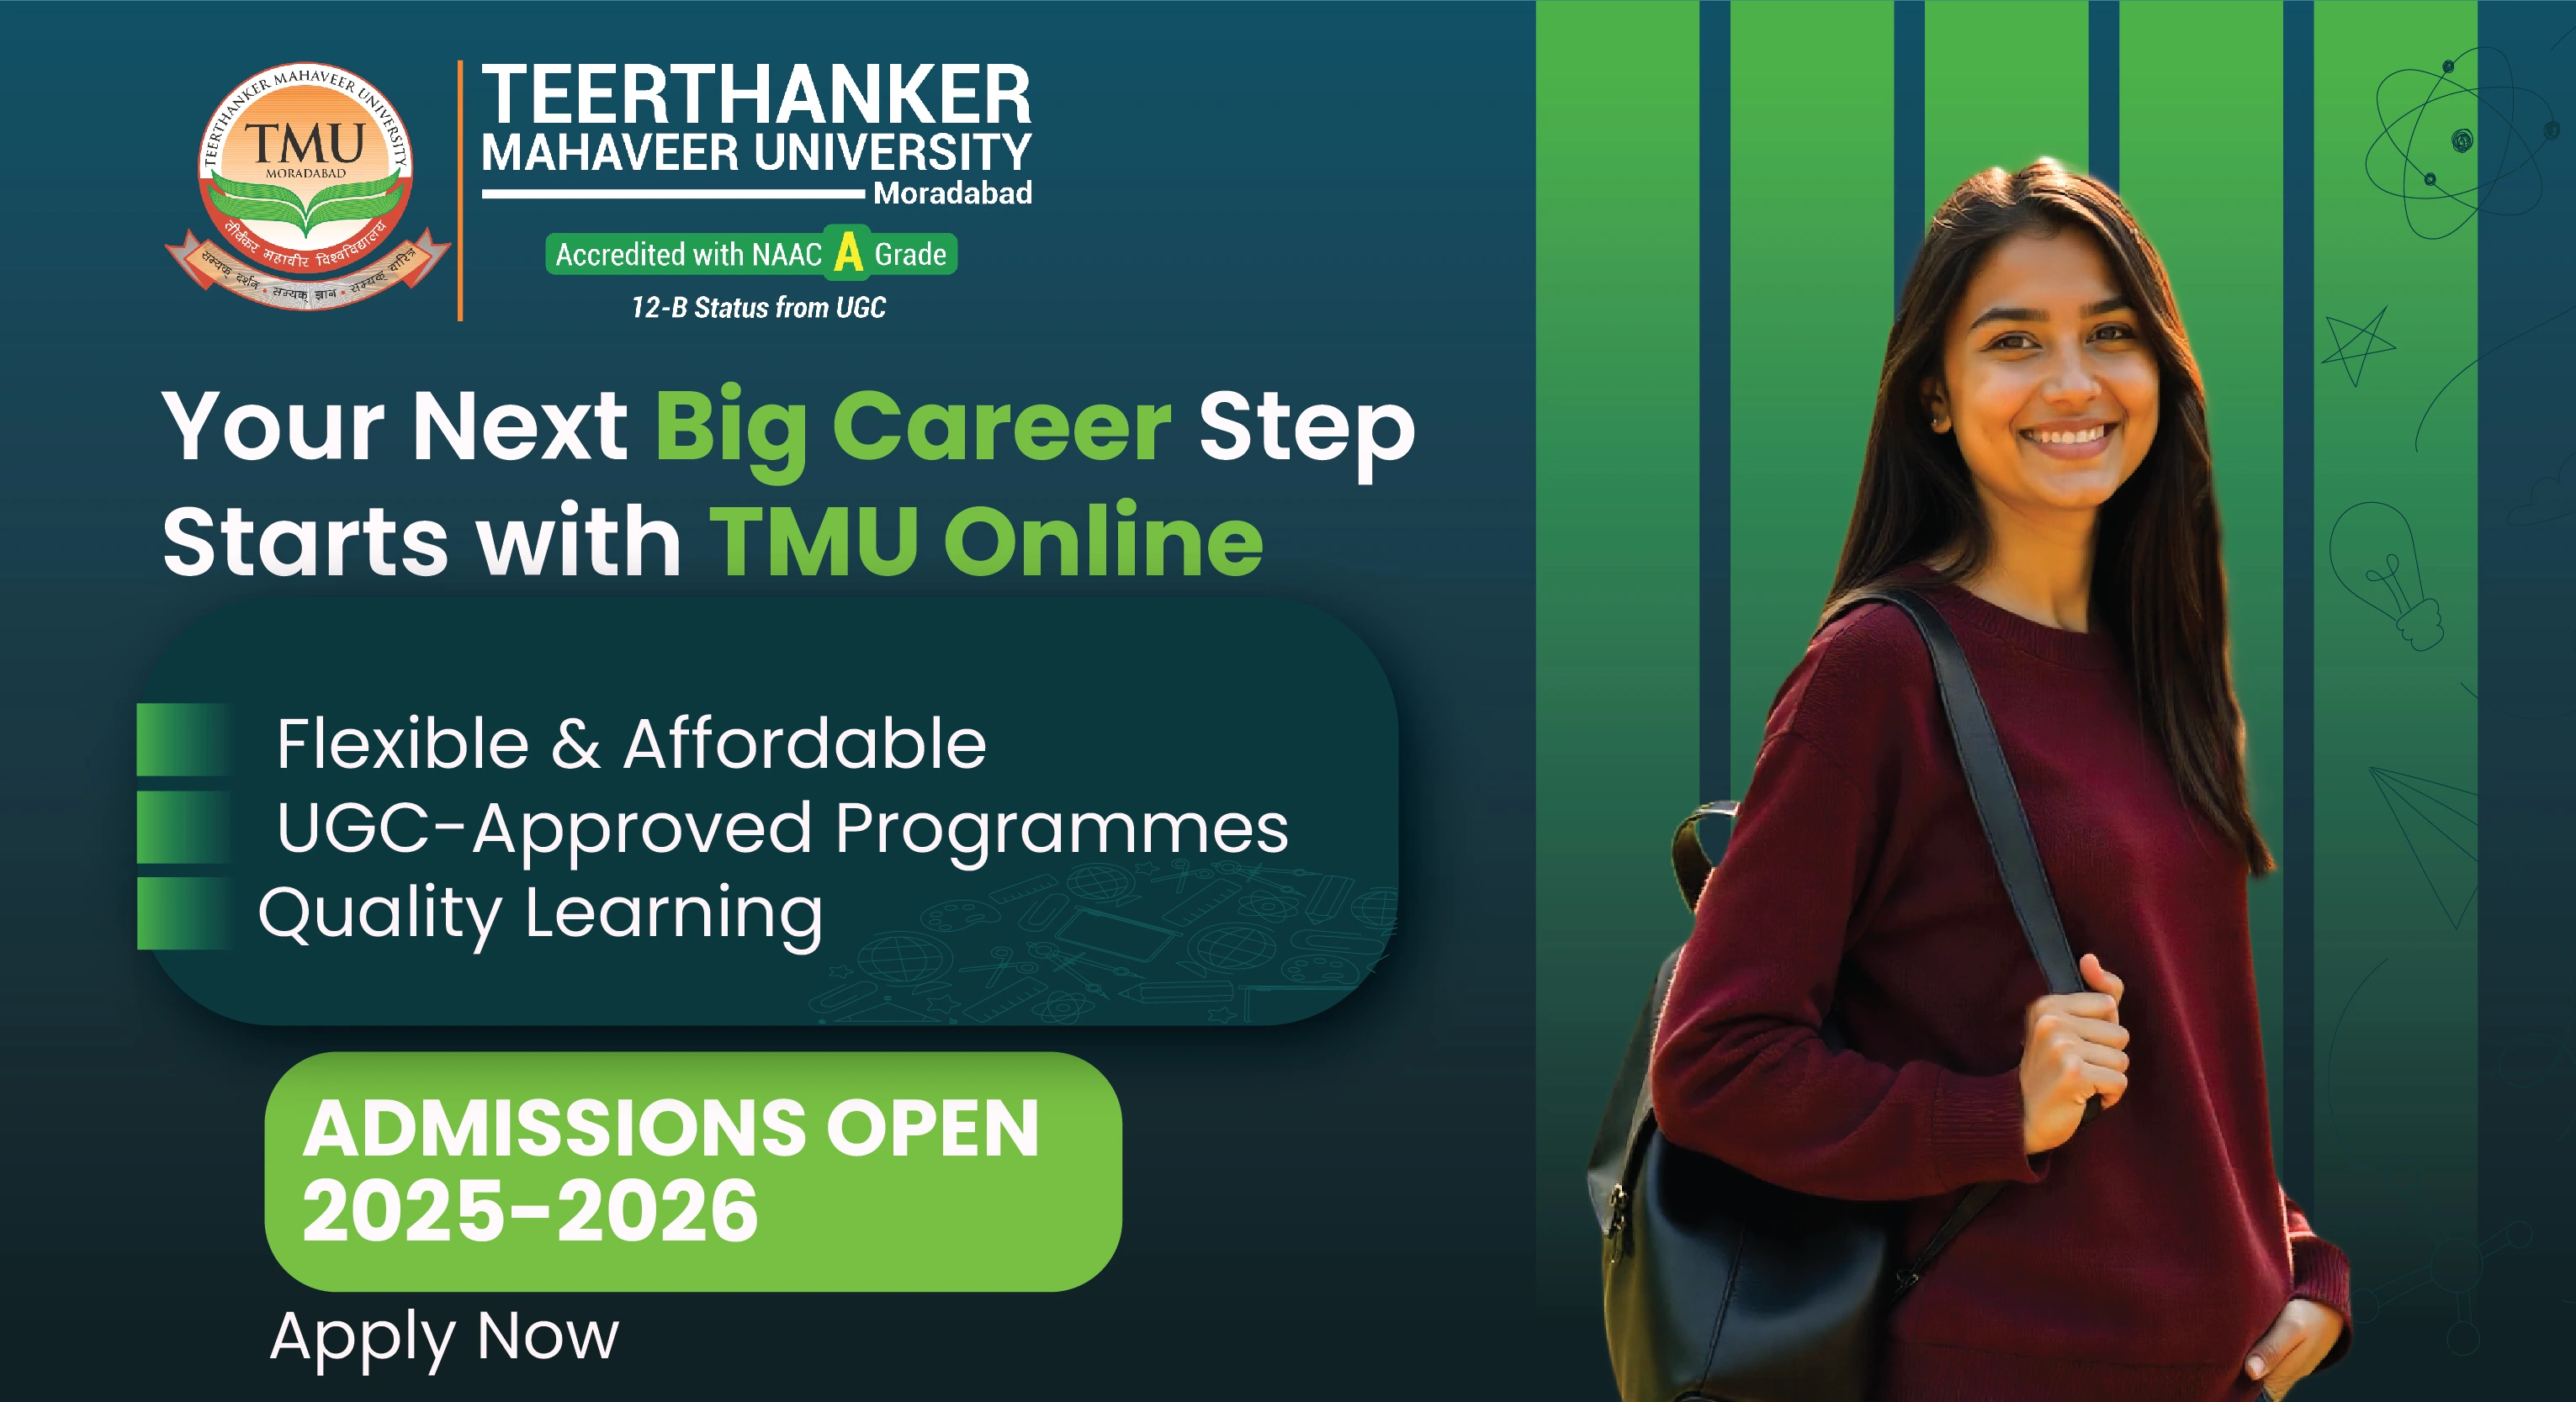 TEERTHANKER MAHAVEER UNIVERSITY
TMU
MORADABAD
तीर्थंकर महावीर विश्वविद्यालय
सम्यक् दर्शन • सम्यक् ज्ञान • सम्यक् चारित्र
TEERTHANKER
MAHAVEER UNIVERSITY
Moradabad
Accredited with NAAC A Grade
12-B Status from UGC
Your Next Big Career Step
Starts with TMU Online
Flexible & Affordable
UGC-Approved Programmes
Quality Learning
ADMISSIONS OPEN
2025-2026
Apply Now